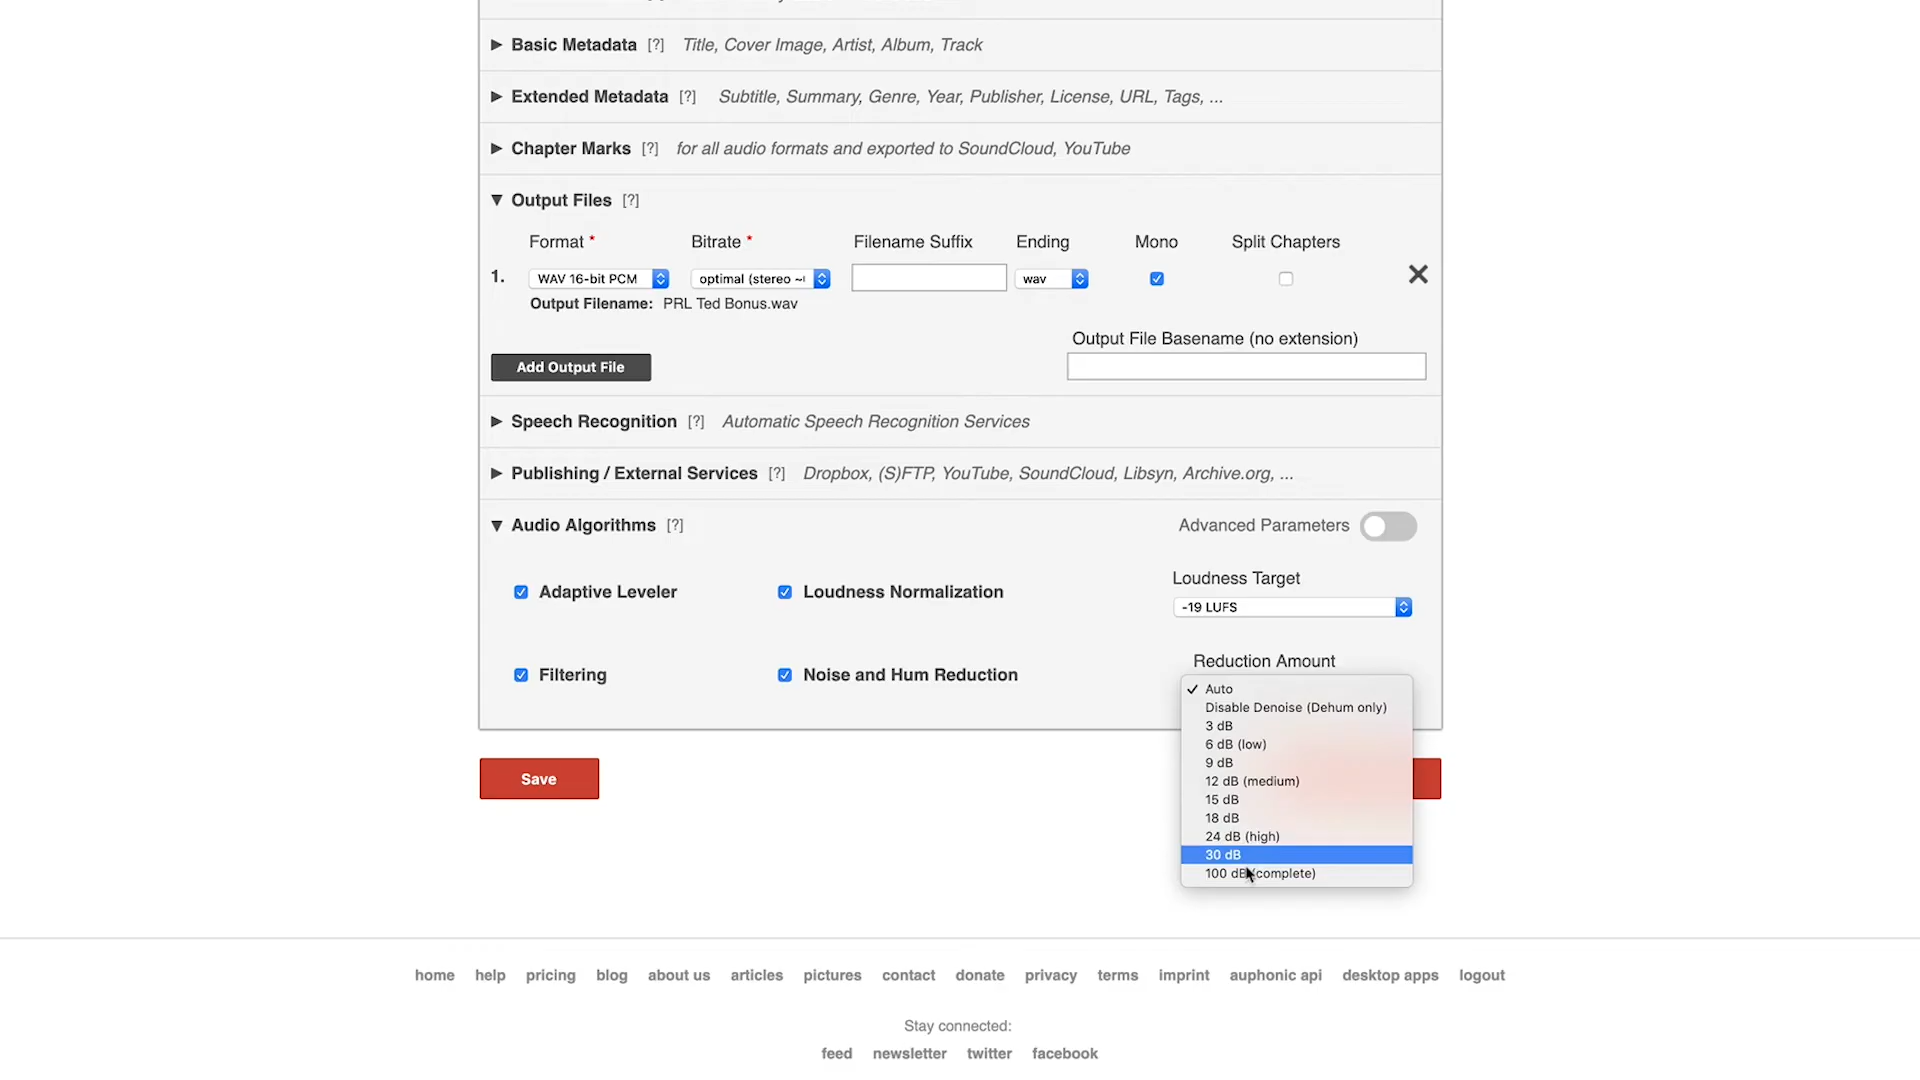 Basic Metadata [?] Title, Cover Image, Artist, Album, Track
Extended Metadata [?] Subtitle, Summary, Genre, Year, Publisher, License, URL, Tags, ...
Chapter Marks [?] for all audio formats and exported to SoundCloud, YouTube
Output Files [?]
Format * Bitrate * Filename Suffix Ending Mono Split Chapters
1. WAV 16-bit PCM optimal (stereo ~ wav
Output Filename: PRL Ted Bonus.wav
Output File Basename (no extension)
Add Output File
Speech Recognition [?] Automatic Speech Recognition Services
Publishing / External Services [?] Dropbox, (S)FTP, YouTube, SoundCloud, Libsyn, Archive.org, ...
Audio Algorithms [?] Advanced Parameters
Loudness Target
Adaptive Leveler Loudness Normalization
-19 LUFS
Reduction Amount
Filtering Noise and Hum Reduction
Auto
Disable Denoise (Dehum only)
3 dB
6 dB (low)
9 dB
12 dB (medium)
15 dB
18 dB
24 dB (high)
30 dB
100 dB (complete)
Save
home help pricing blog about us articles pictures contact donate privacy terms imprint auphonic api desktop apps logout
Stay connected:
feed newsletter twitter facebook